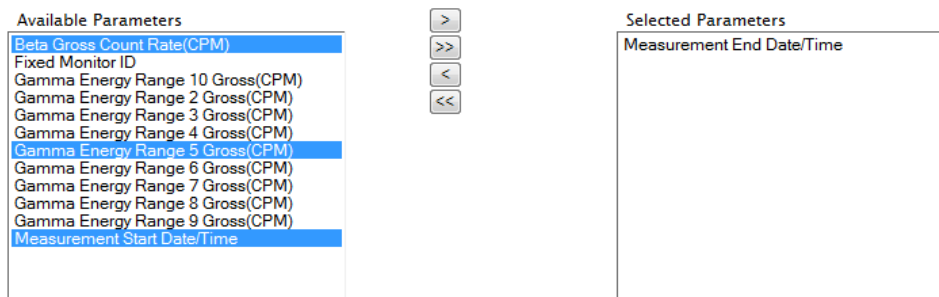 Available Parameters
Beta Gross Count Rate(CPM)
Fixed Monitor ID
Gamma Energy Range 10 Gross(CPM)
Gamma Energy Range 2 Gross(CPM)
Gamma Energy Range 3 Gross(CPM)
Gamma Energy Range 4 Gross(CPM)
Gamma Energy Range 5 Gross(CPM)
Gamma Energy Range 6 Gross(CPM)
Gamma Energy Range 7 Gross(CPM)
Gamma Energy Range 8 Gross(CPM)
Gamma Energy Range 9 Gross(CPM)
Measurement Start Date/Time
>
>>
<
<<
Selected Parameters
Measurement End Date/Time